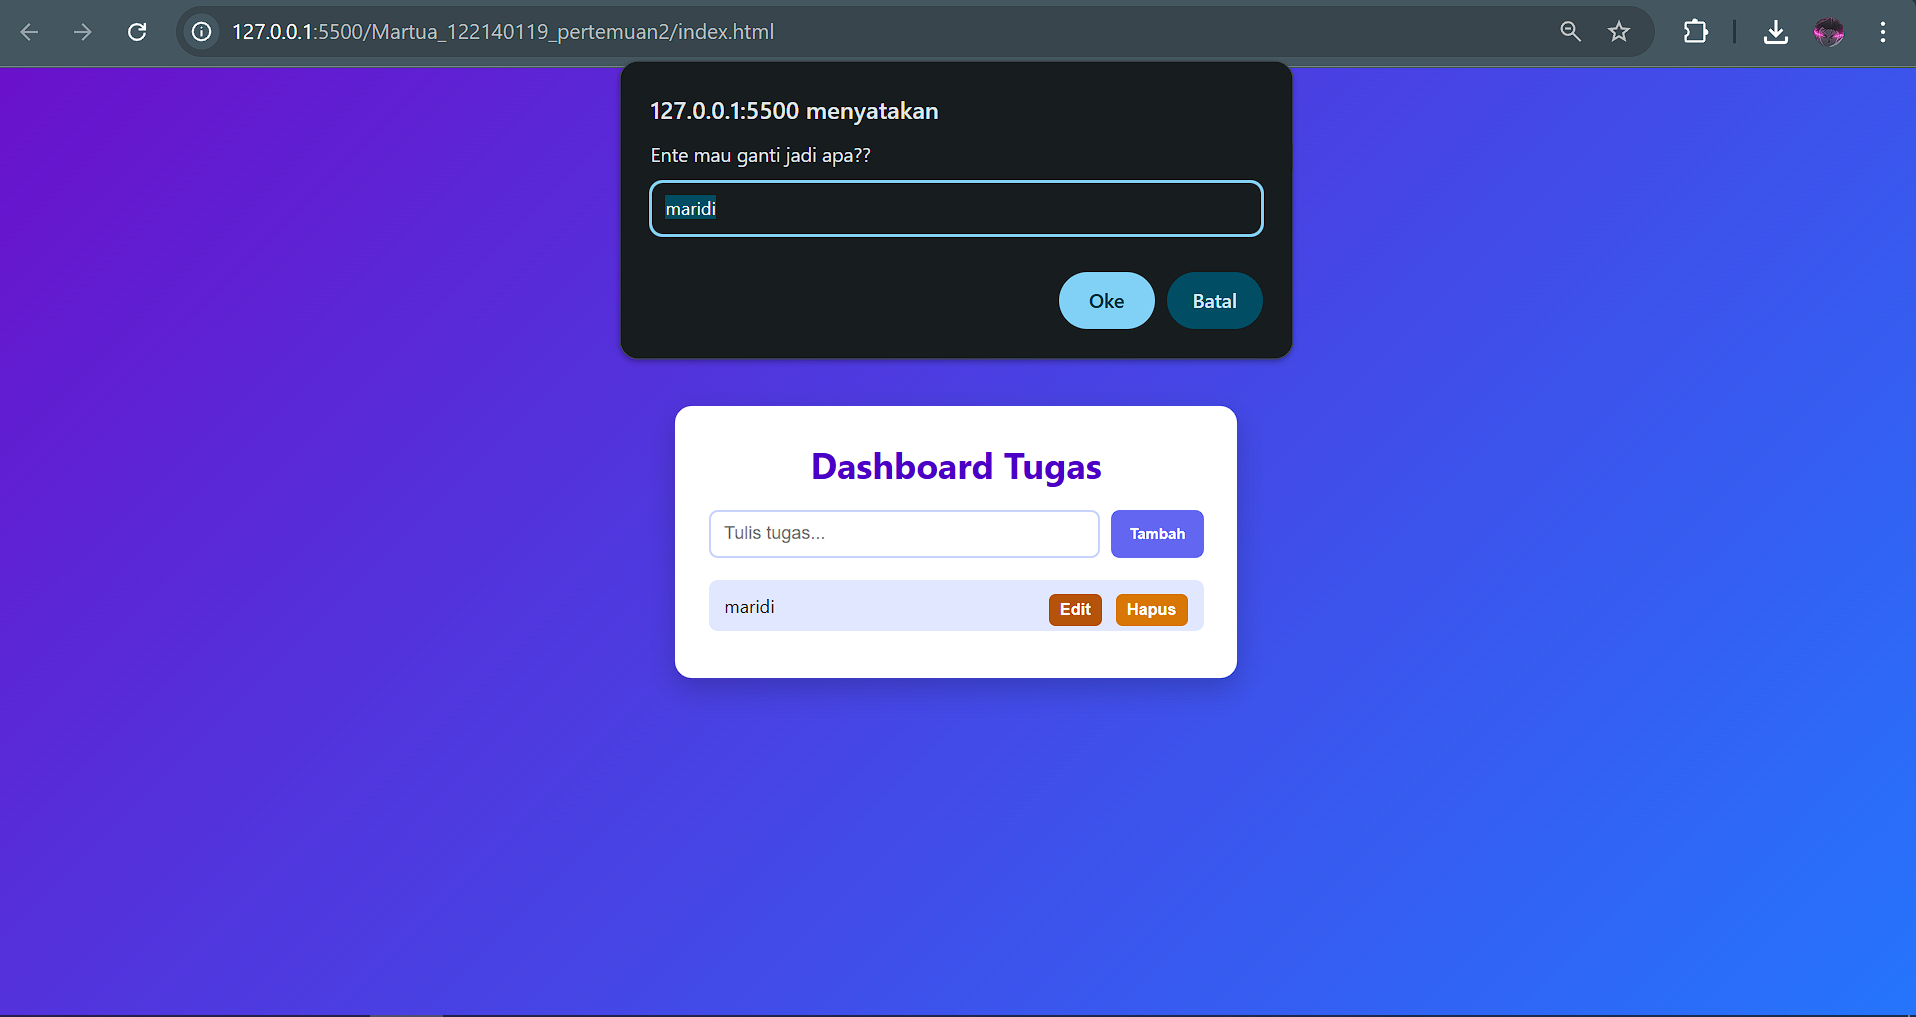 127.0.0.1:5500/Martua_122140119_pertemuan2/index.html
127.0.0.1:5500 menyatakan
Ente mau ganti jadi apa??
maridi
Oke Batal
Dashboard Tugas
Tulis tugas... Tambah
maridi Edit Hapus